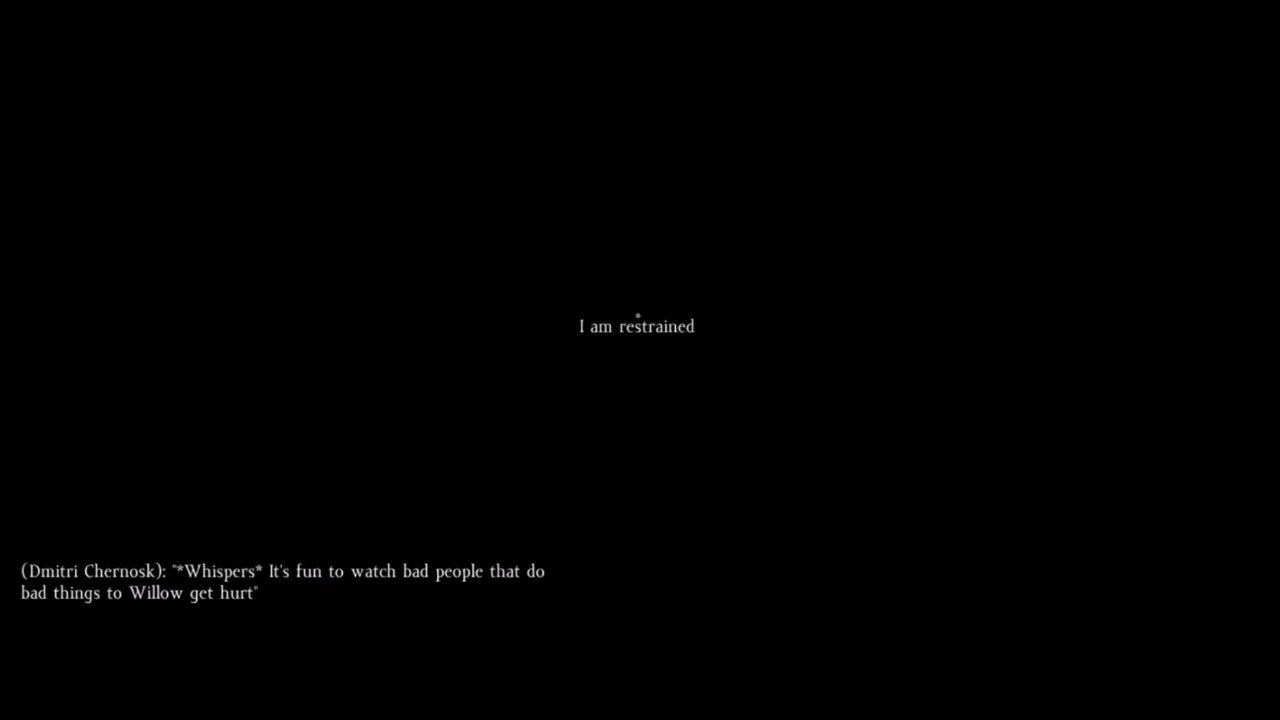 I am restrained
(Dmitri Chernosk): "*Whispers* It's fun to watch bad people that do
bad things to Willow get hurt"